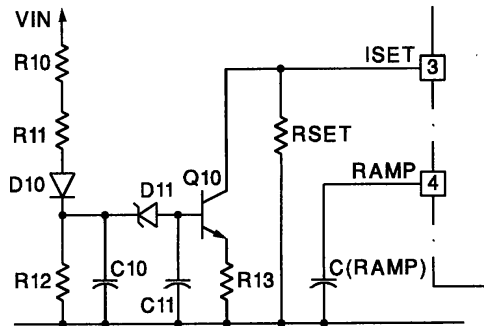 VIN
ISET
3
R10
R11
RSET
D10
D11
Q10
RAMP
4
R12
C10
C11
R13
C(RAMP)